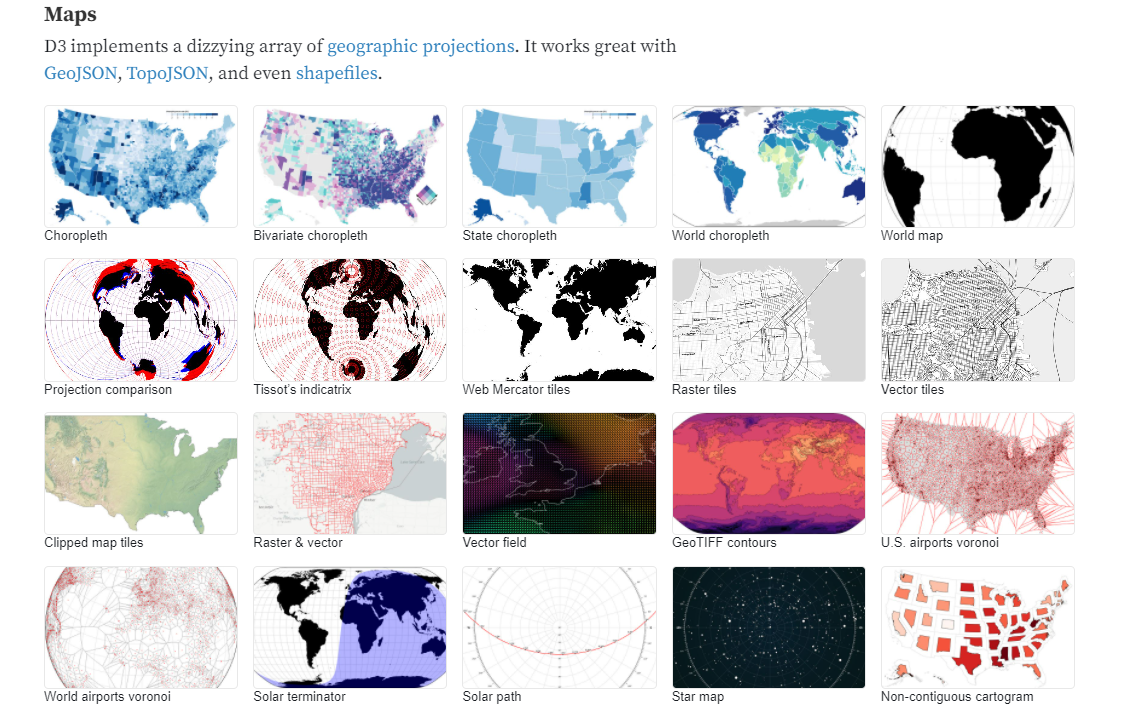 Maps
D3 implements a dizzying array of geographic projections. It works great with
GeoJSON, TopoJSON, and even shapefiles.
Choropleth
Bivariate choropleth
State choropleth
World choropleth
World map
Projection comparison
Tissot's indicatrix
Web Mercator tiles
Raster tiles
Vector tiles
Clipped map tiles
Raster & vector
Vector field
GeoTIFF contours
U.S. airports voronoi
World airports voronoi
Solar terminator
Solar path
Star map
Non-contiguous cartogram